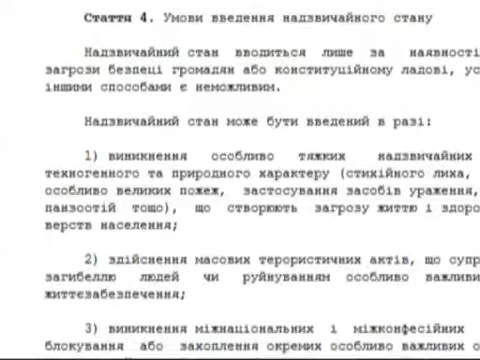 Стаття 4. Умови введення надзвичайного стану
Надзвичайний стан вводиться лише за наявності
загрози безпеці громадян або конституційному ладові, ус
іншими способами є неможливим.
Надзвичайний стан може бути введений в разі:
1) виникнення особливо тяжких надзвичайних
техногенного та природного характеру (стихійного лиха,
особливо великих пожеж, застосування засобів ураження,
панзоотій тощо), що створюють загрозу життю і здоро
верств населення;
2) здійснення масових терористичних актів, що супр
загибеллю людей чи руйнуванням особливо важливи
життєзабезпечення;
3) виникнення міжнаціональних і міжконфесійних
блокування або захоплення окремих особливо важливих о